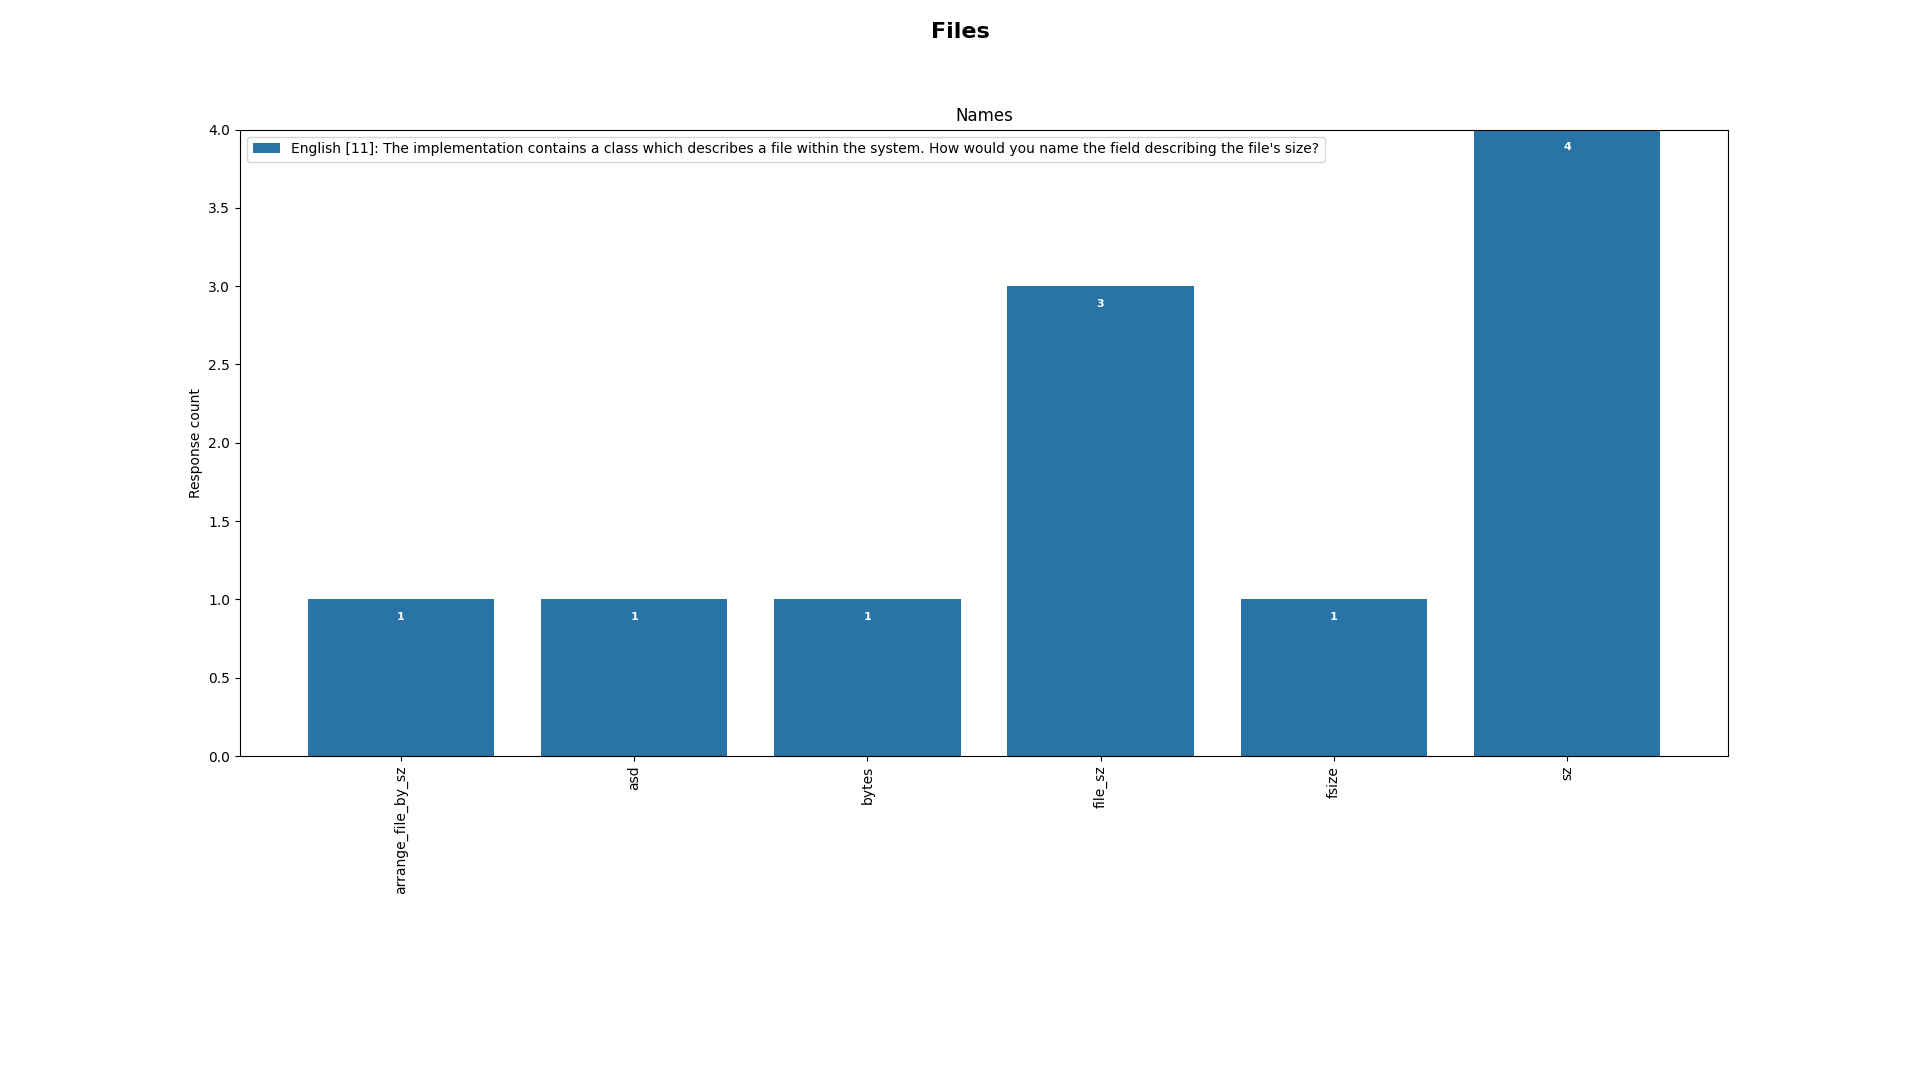 Files
Names
English [11]: The implementation contains a class which describes a file within the system. How would you name the field describing the file's size?
4.0
3.5
3.0
2.5
2.0
1.5
1.0
0.5
0.0
Response count
1
1
1
3
1
4
arrange_file_by_sz
asd
bytes
file_sz
fsize
sz